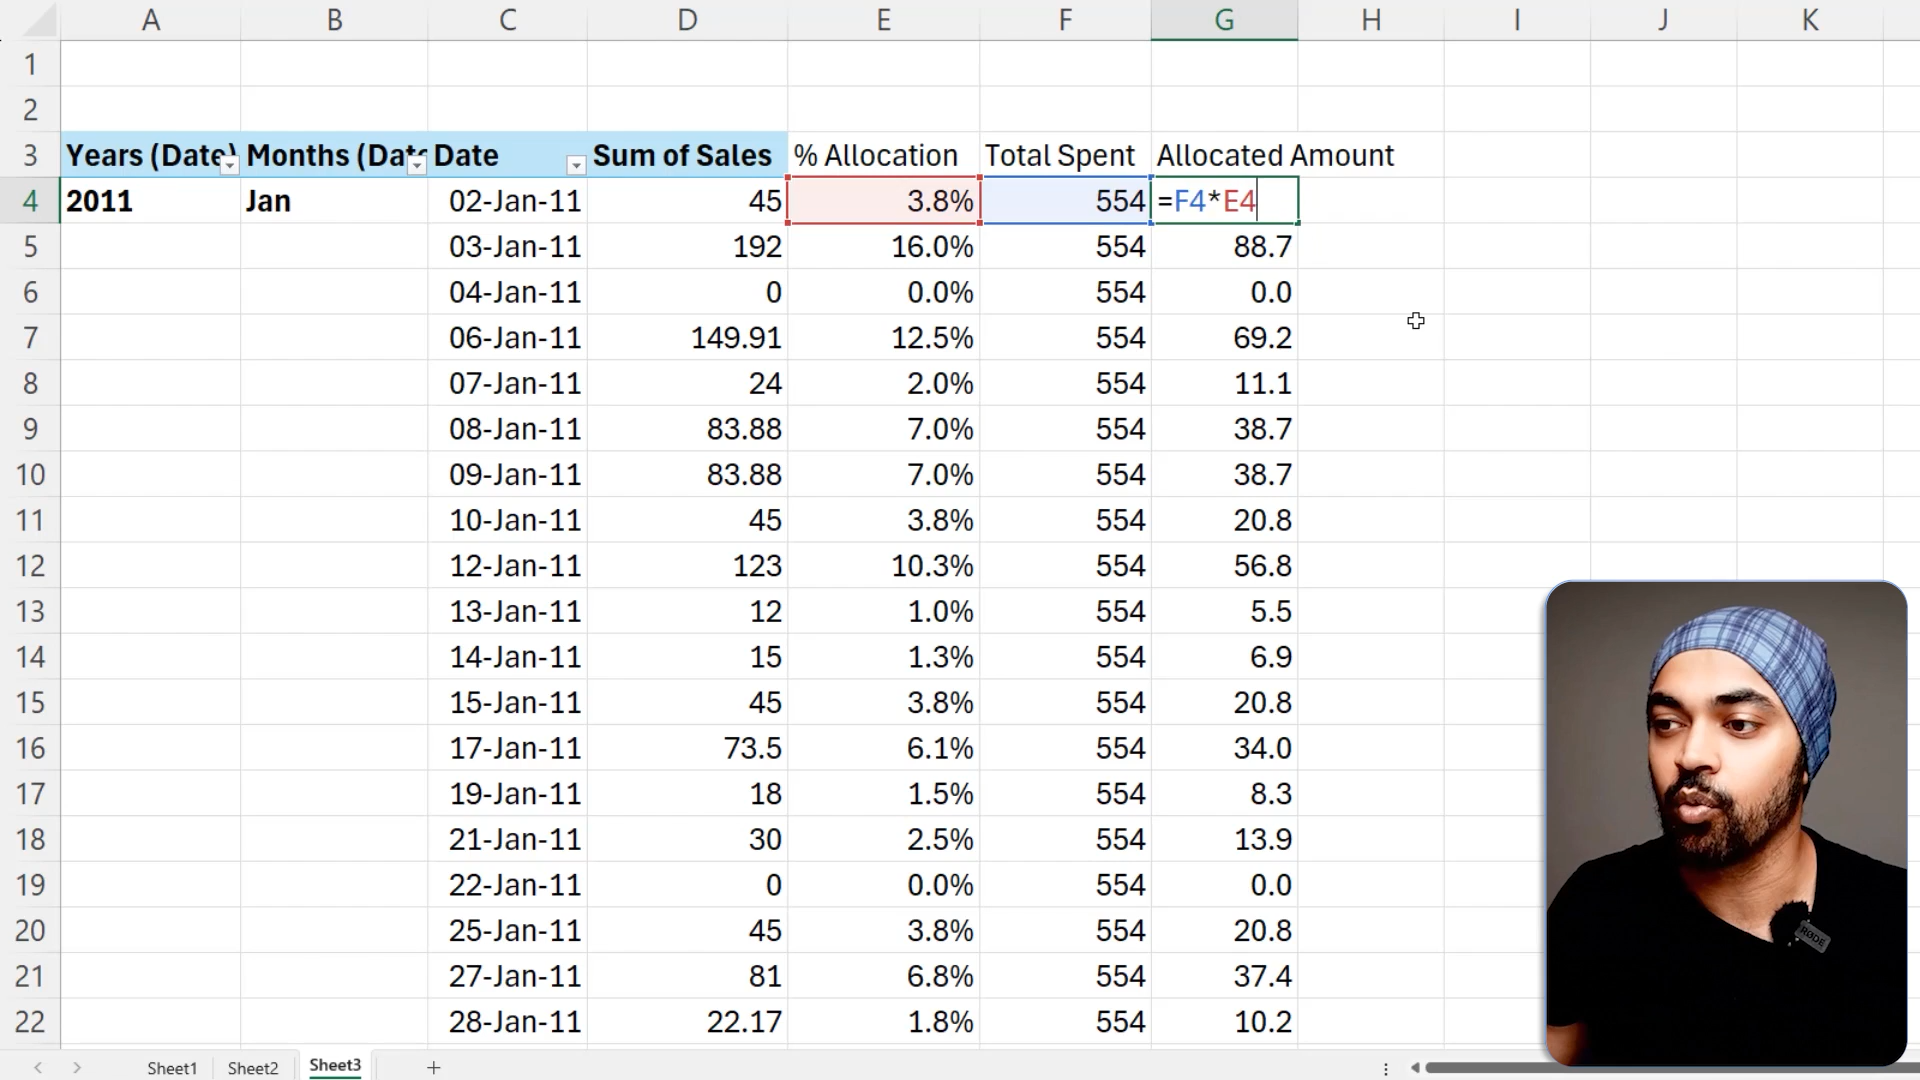 A B C D E F G H I J K
1
2
3 Years (Date) Months (Date Date Sum of Sales % Allocation Total Spent Allocated Amount
4 2011 Jan 02-Jan-11 45 3.8% 554 =F4*E4
5 03-Jan-11 192 16.0% 554 88.7
6 04-Jan-11 0 0.0% 554 0.0
7 06-Jan-11 149.91 12.5% 554 69.2
8 07-Jan-11 24 2.0% 554 11.1
9 08-Jan-11 83.88 7.0% 554 38.7
10 09-Jan-11 83.88 7.0% 554 38.7
11 10-Jan-11 45 3.8% 554 20.8
12 12-Jan-11 123 10.3% 554 56.8
13 13-Jan-11 12 1.0% 554 5.5
14 14-Jan-11 15 1.3% 554 6.9
15 15-Jan-11 45 3.8% 554 20.8
16 17-Jan-11 73.5 6.1% 554 34.0
17 19-Jan-11 18 1.5% 554 8.3
18 21-Jan-11 30 2.5% 554 13.9
19 22-Jan-11 0 0.0% 554 0.0
20 25-Jan-11 45 3.8% 554 20.8
21 27-Jan-11 81 6.8% 554 37.4
22 28-Jan-11 22.17 1.8% 554 10.2
RØDE
Sheet1 Sheet2 Sheet3 +